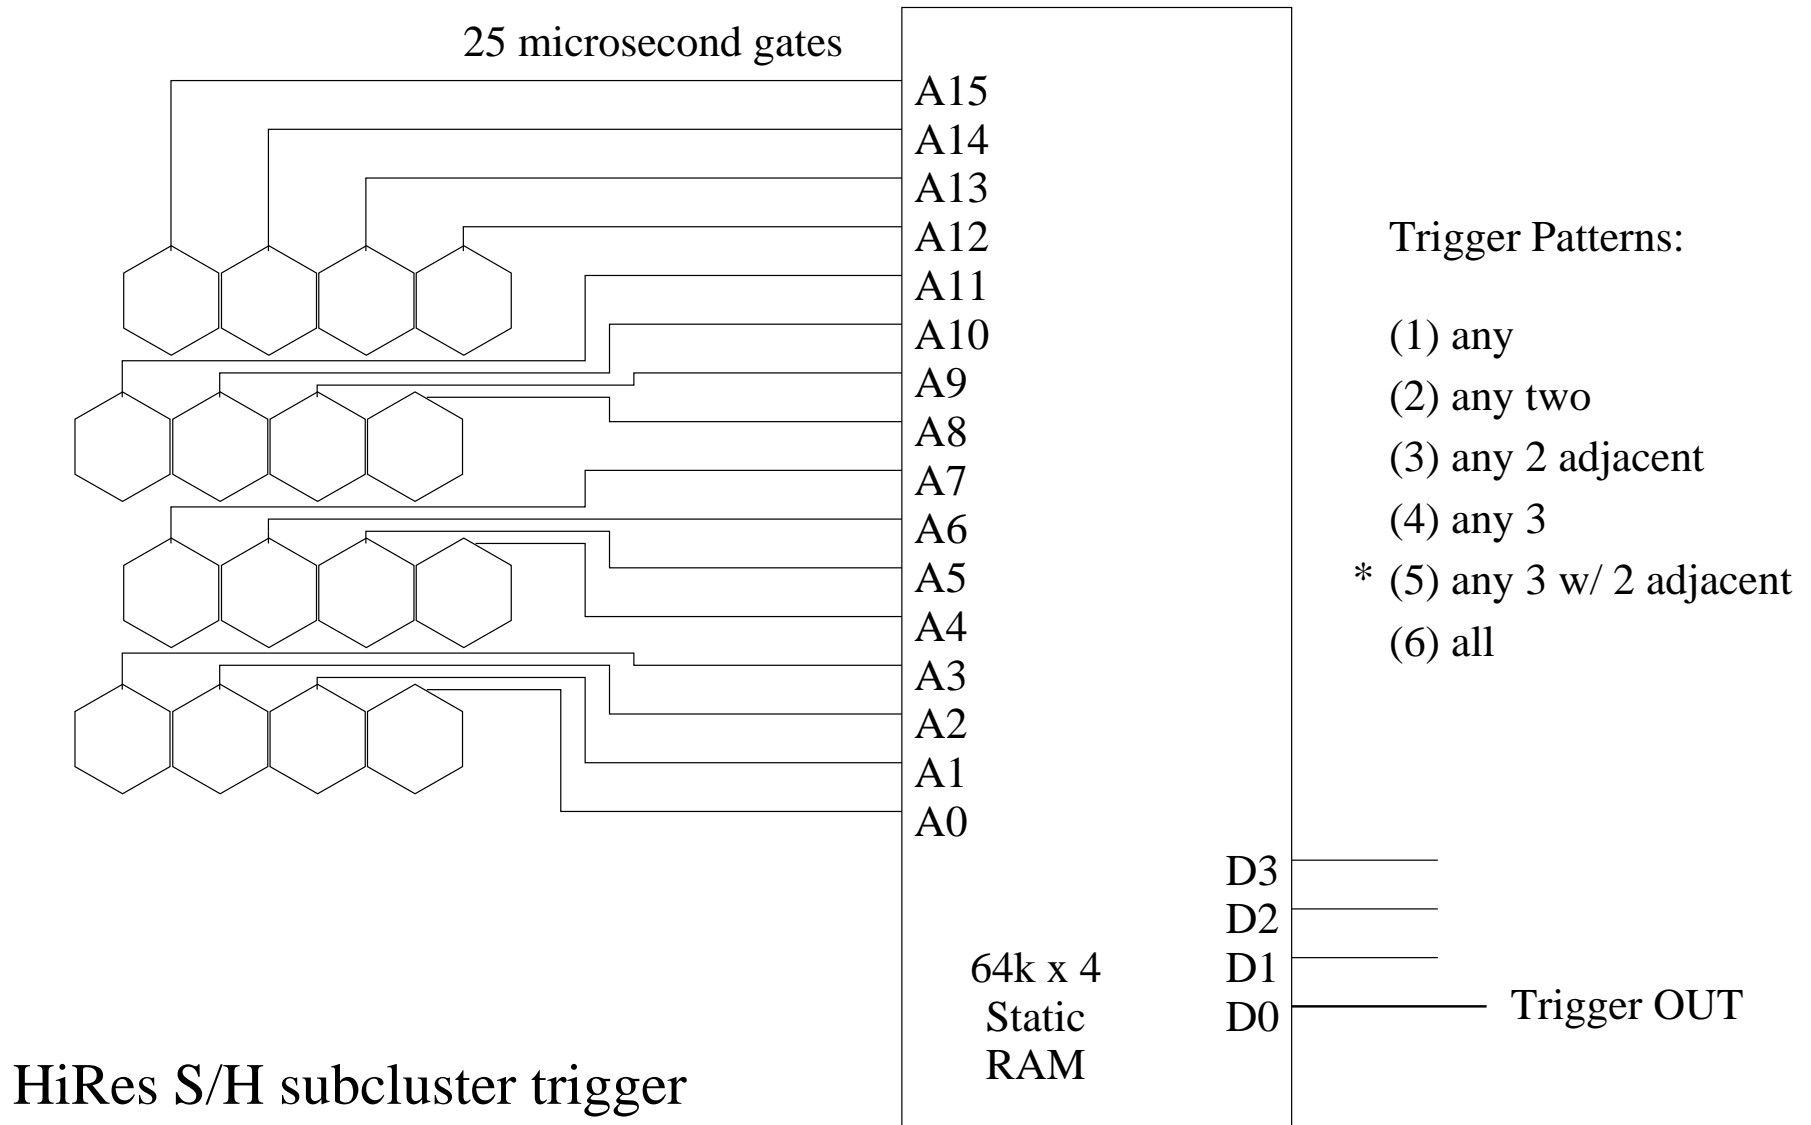 25 microsecond gates
A15
A14
A13
A12
A11
A10
A9
A8
A7
A6
A5
A4
A3
A2
A1
A0
Trigger Patterns:
(1) any
(2) any two
(3) any 2 adjacent
(4) any 3
* (5) any 3 w/ 2 adjacent
(6) all
D3
D2
D1
D0
Trigger OUT
64k x 4
Static
RAM
HiRes S/H subcluster trigger